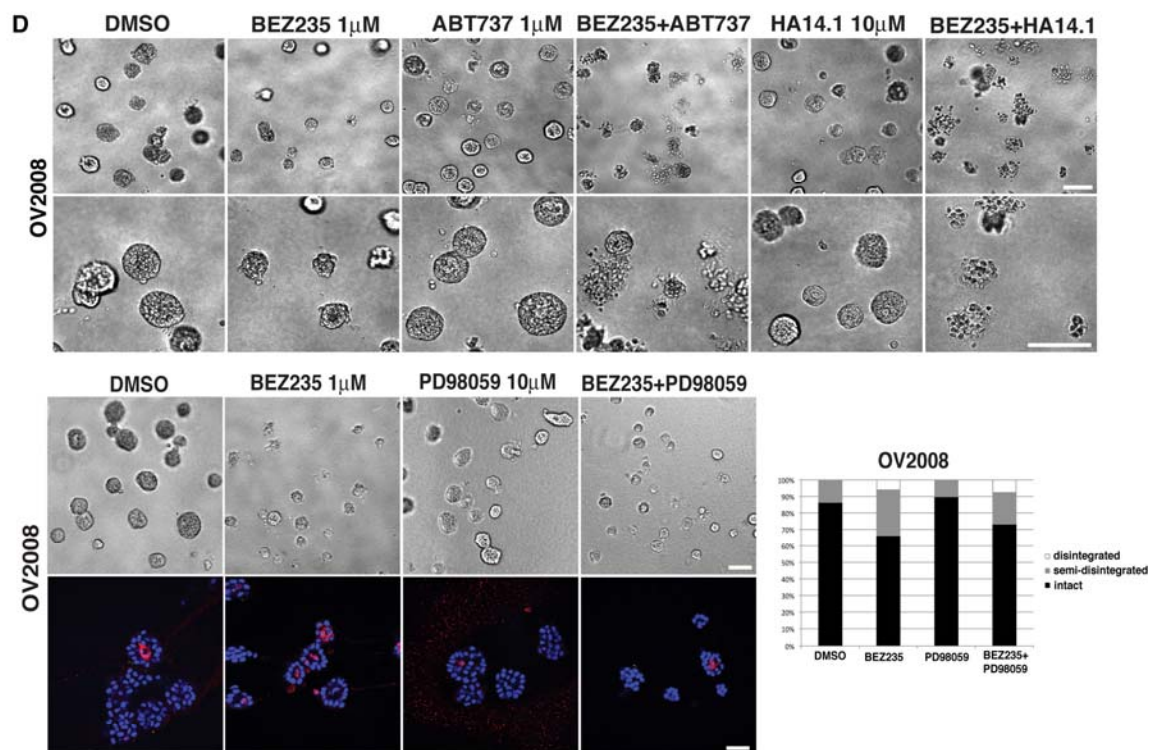 D
DMSO
BEZ235 1μM
ABT737 1μM
BEZ235+ABT737
HA14.1 10μM
BEZ235+HA14.1
OV2008
DMSO
BEZ235 1μM
PD98059 10μM
BEZ235+PD98059
OV2008
OV2008
100%
90%
80%
70%
60%
50%
40%
30%
20%
10%
0%
DMSO
BEZ235
PD98059
BEZ235+
PD98059
disintegrated
semi-disintegrated
intact